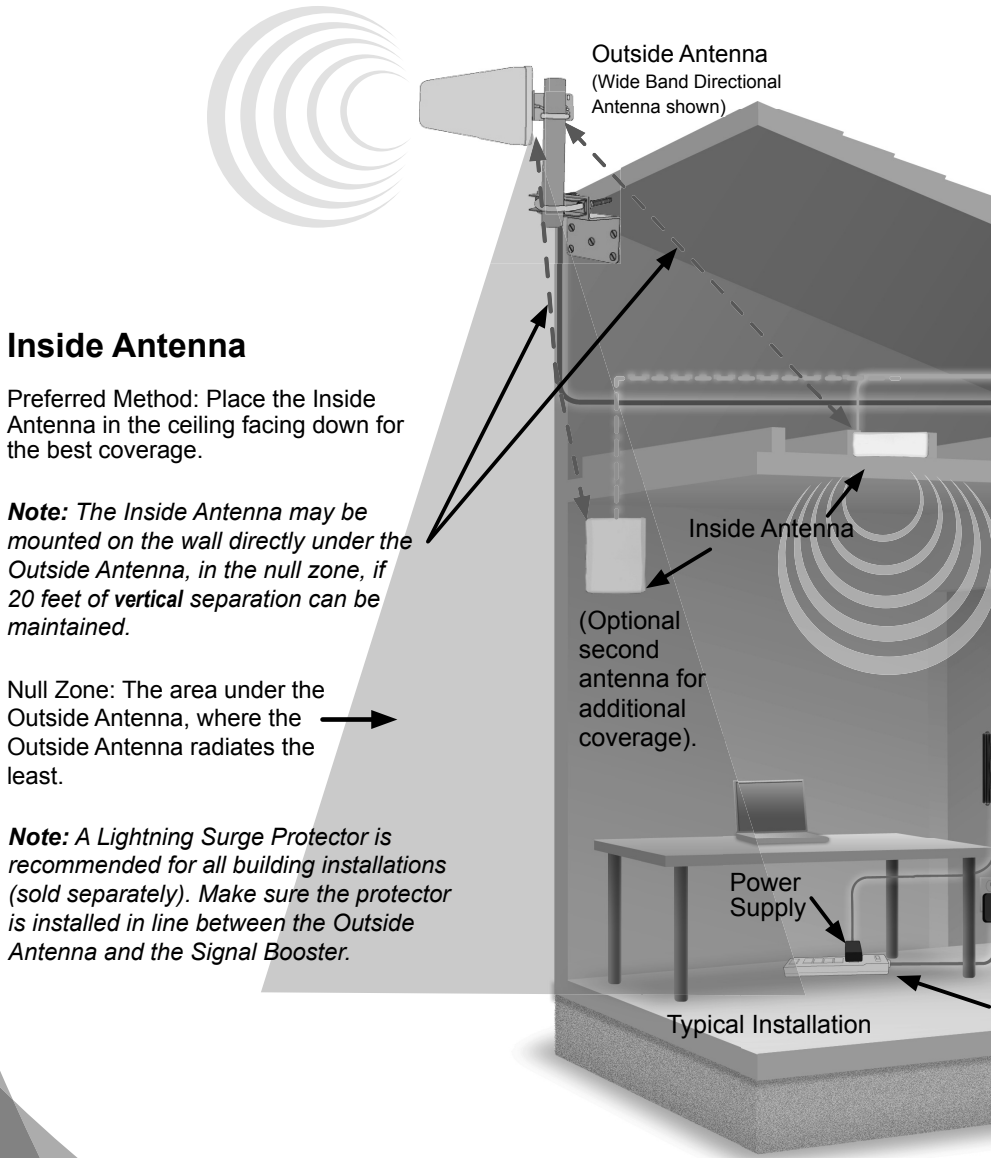 Outside Antenna
(Wide Band Directional
Antenna shown)
Inside Antenna
Preferred Method: Place the Inside
Antenna in the ceiling facing down for
the best coverage.
Note: The Inside Antenna may be
mounted on the wall directly under the
Outside Antenna, in the null zone, if
20 feet of vertical separation can be
maintained.
Null Zone: The area under the
Outside Antenna, where the
Outside Antenna radiates the
least.
Note: A Lightning Surge Protector is
recommended for all building installations
(sold separately). Make sure the protector
is installed in line between the Outside
Antenna and the Signal Booster.
Inside Antenna
(Optional
second
antenna for
additional
coverage).
Power
Supply
Typical Installation